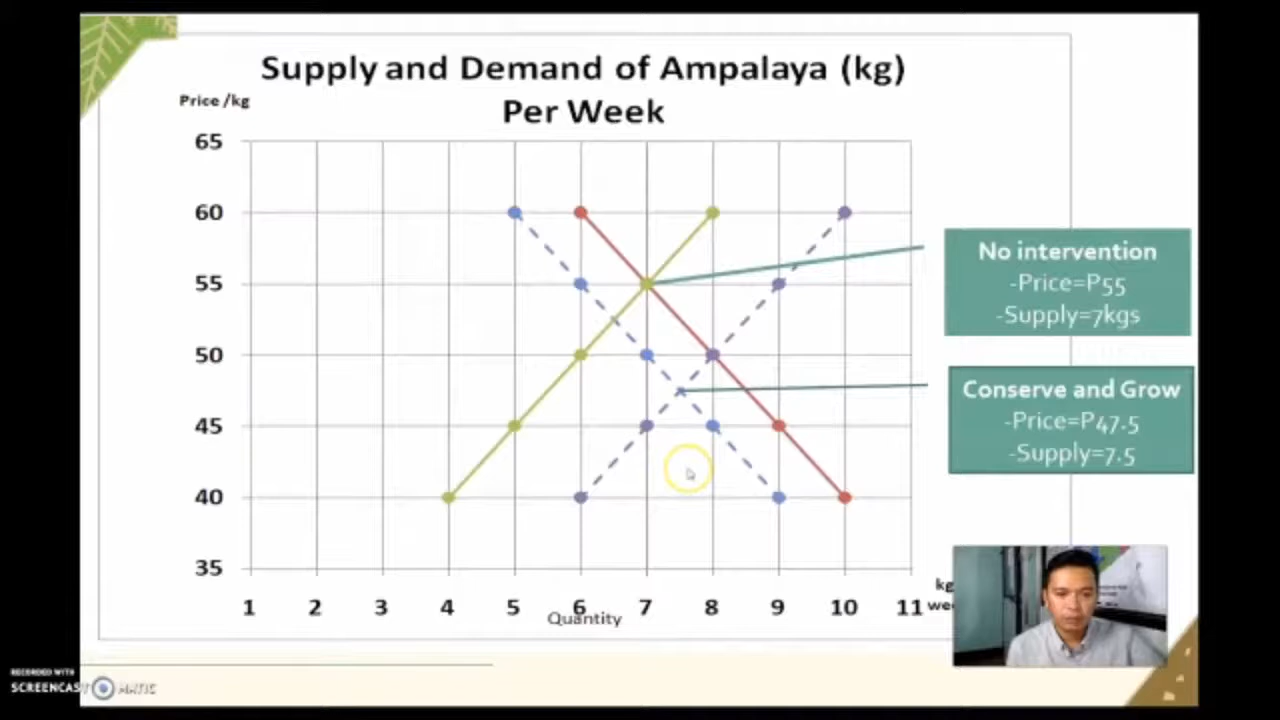 Supply and Demand of Ampalaya (kg)
Per Week
Price /kg
65
60
55
50
45
40
35
1 2 3 4 5 6 7 8 9 10 11
Quantity
No intervention
-Price=P55
-Supply=7kgs
Conserve and Grow
-Price=P47.5
-Supply=7.5
RECORDED WITH
SCREENCAST MATIC